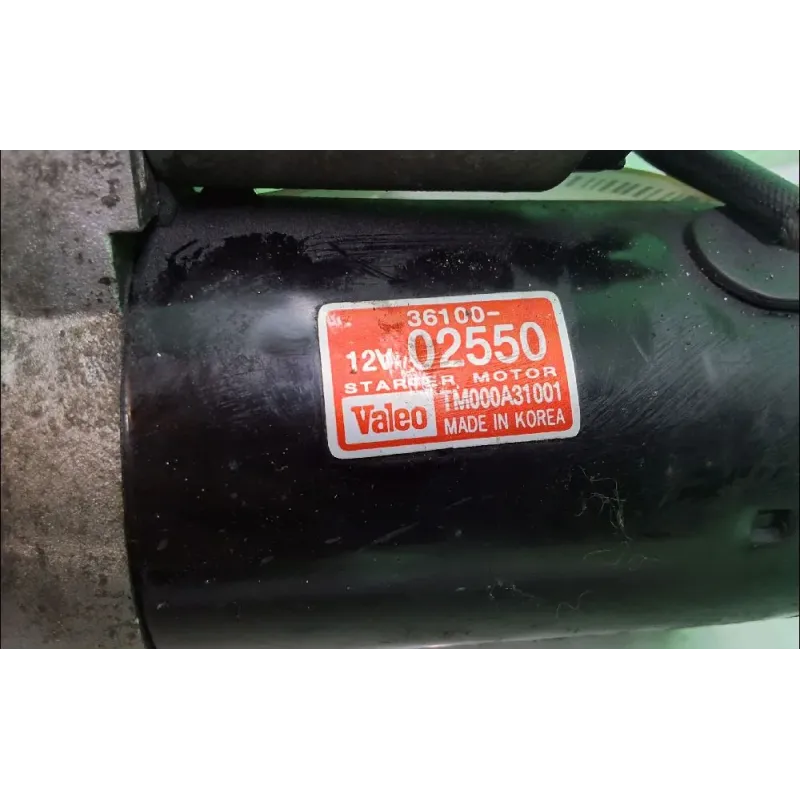 36100-
12V 02550
STARTER MOTOR
Valeo TM000A31001
MADE IN KOREA